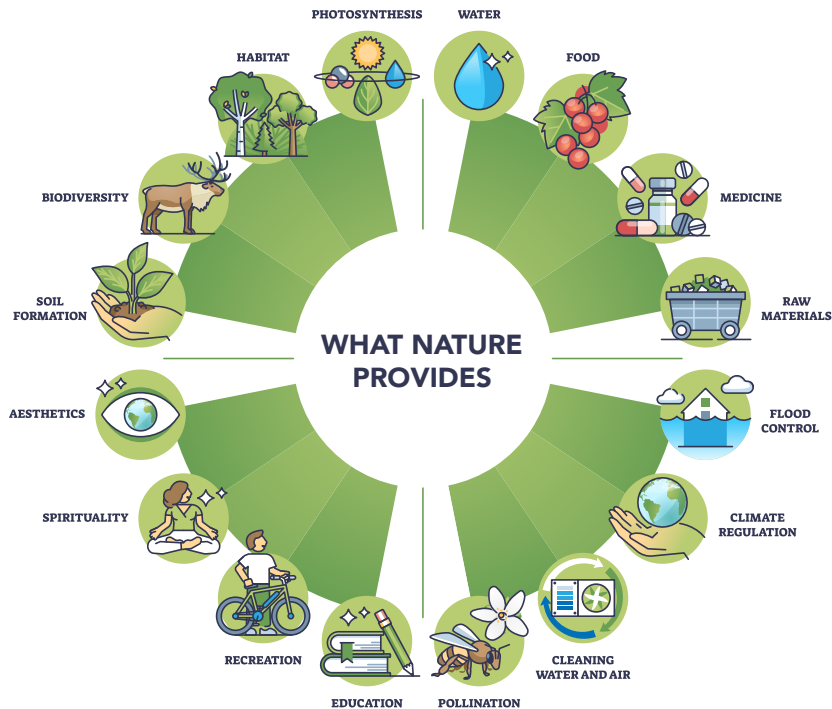 PHOTOSYNTHESIS
WATER
HABITAT
FOOD
BIODIVERSITY
MEDICINE
SOIL
FORMATION
RAW
MATERIALS
WHAT NATURE
PROVIDES
AESTHETICS
FLOOD
CONTROL
SPIRITUALITY
CLIMATE
REGULATION
RECREATION
CLEANING
WATER AND AIR
EDUCATION
POLLINATION